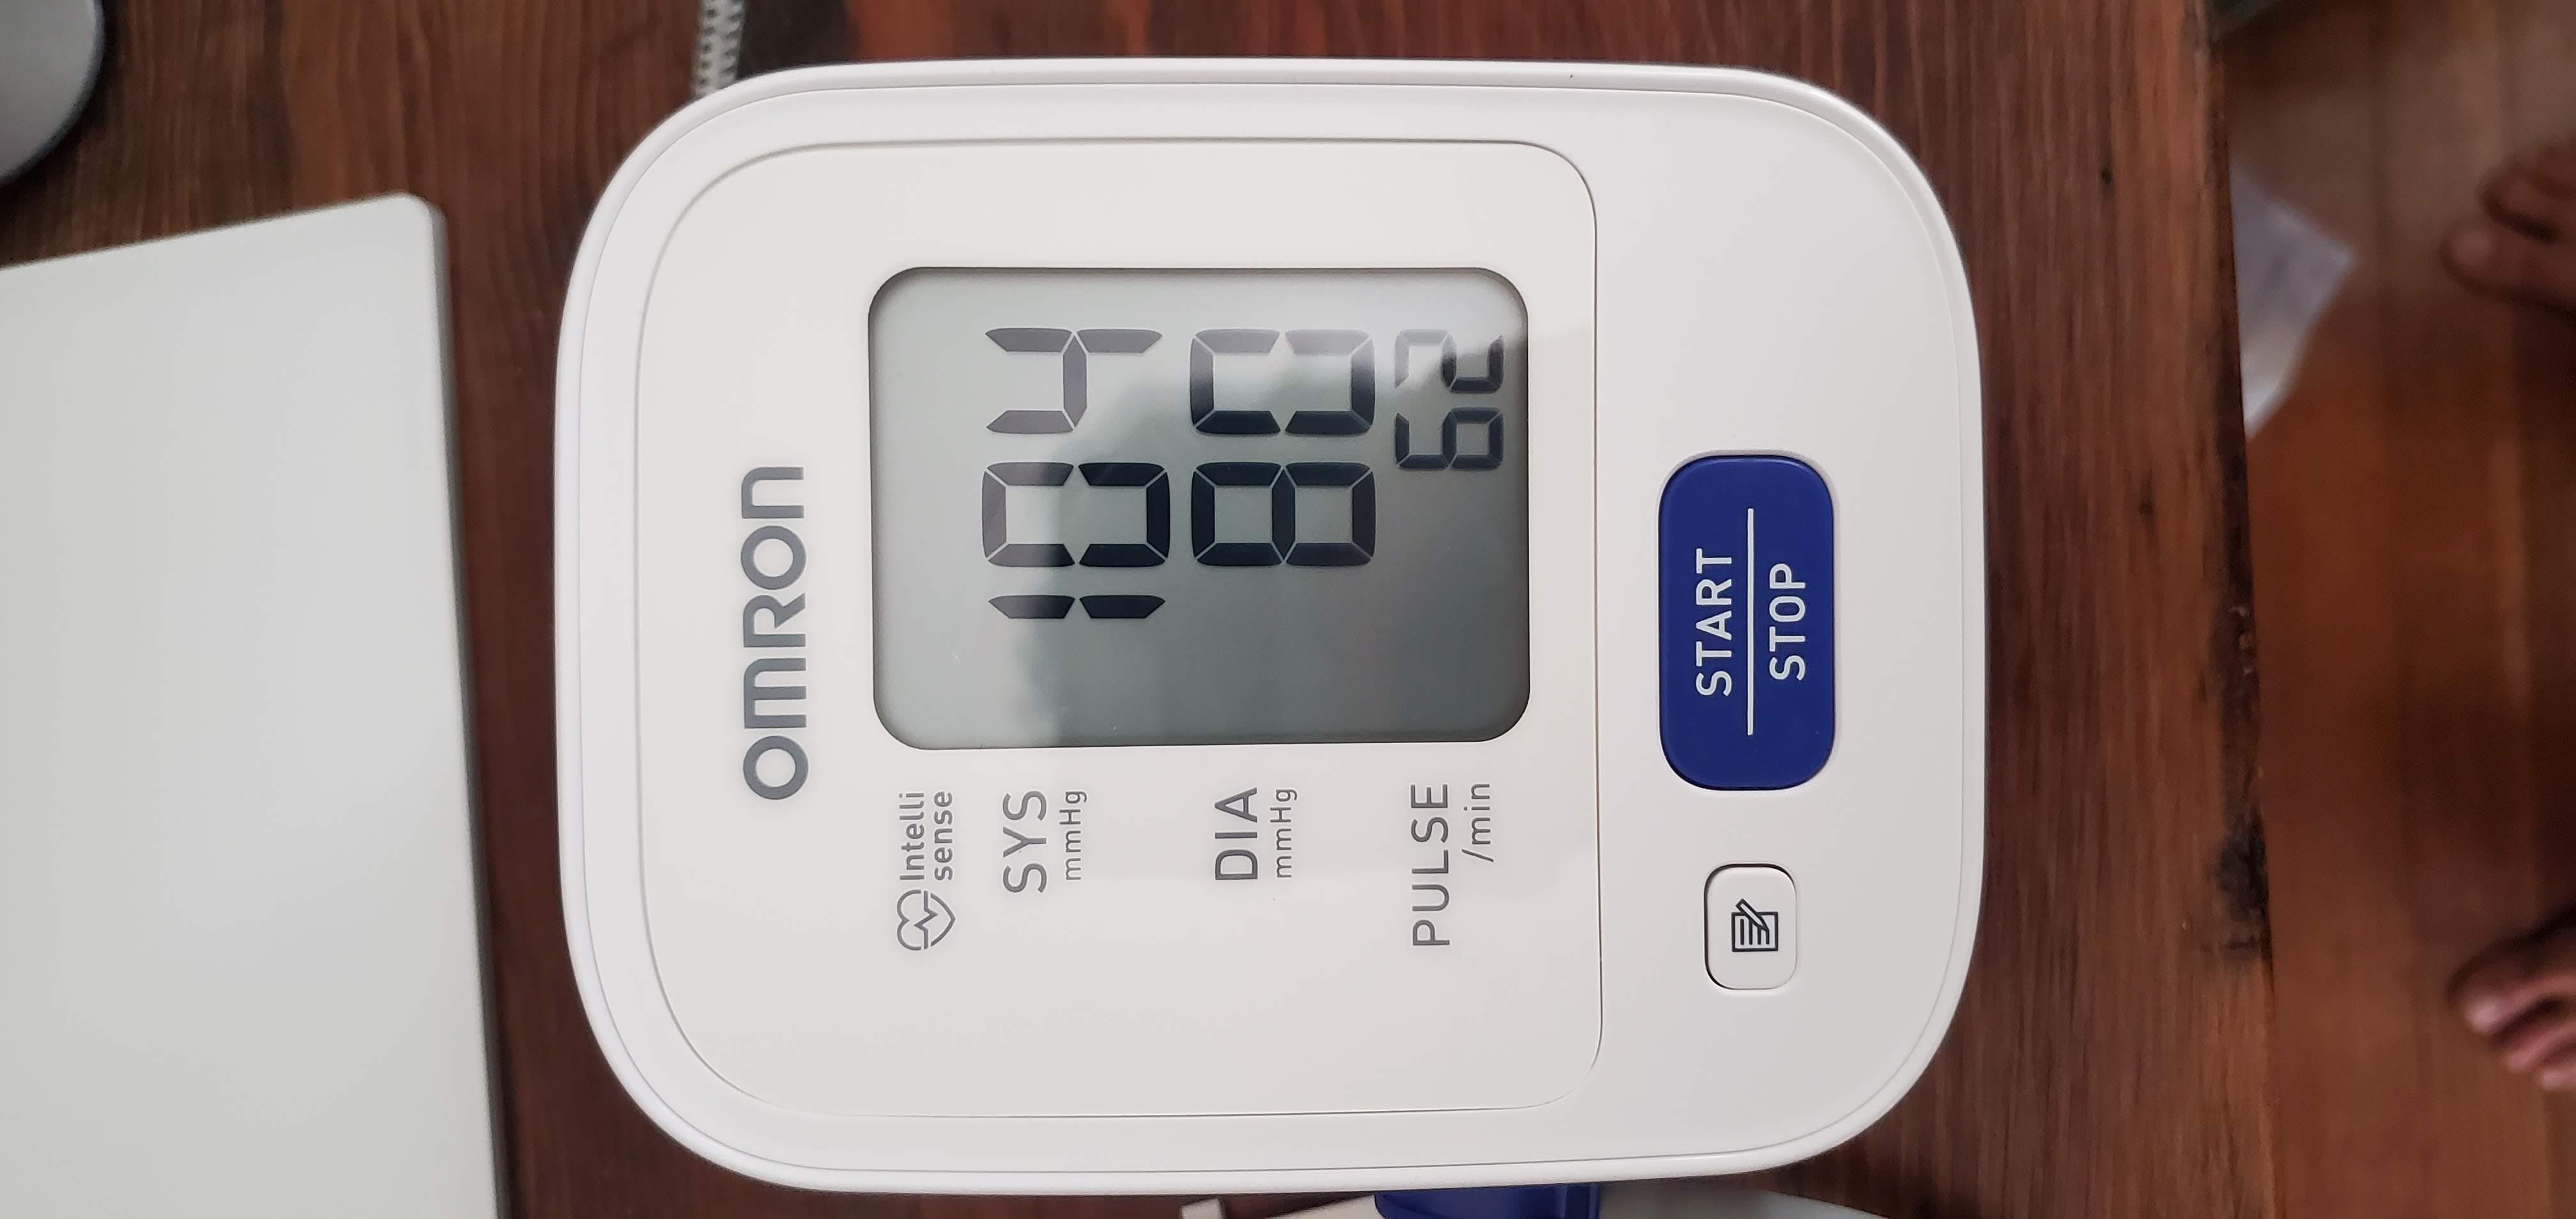 OMRON
Intelli
sense
SYS
mmHg
104
DIA
mmHg
80
PULSE
/min
62
START
STOP